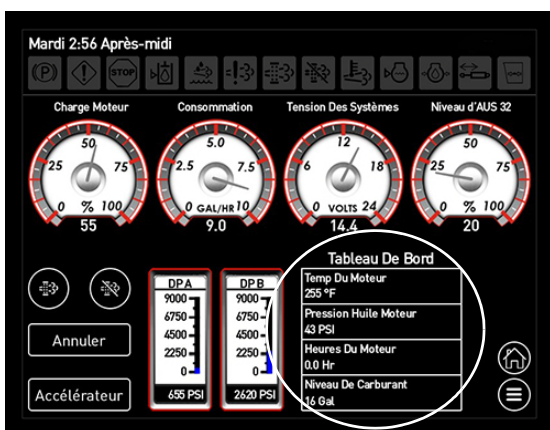 Mardi 2:56 Après-midi
(P) ! STOP
Charge Moteur Consommation Tension Des Systèmes Niveau d'AUS 32
50 25 75 0 % 100 55
5.0 2.5 7.5 0 GAL/HR 10 9.0
12 6 18 0 VOLTS 24 14.4
50 25 75 0 % 100 20
Tableau De Bord
Temp Du Moteur
255 °F
Pression Huile Moteur
43 PSI
Heures Du Moteur
0.0 Hr
Niveau De Carburant
16 Gal
DP A
9000
6750
4500
2250
0
655 PSI
DP B
9000
6750
4500
2250
0
2620 PSI
Annuler
Accélérateur